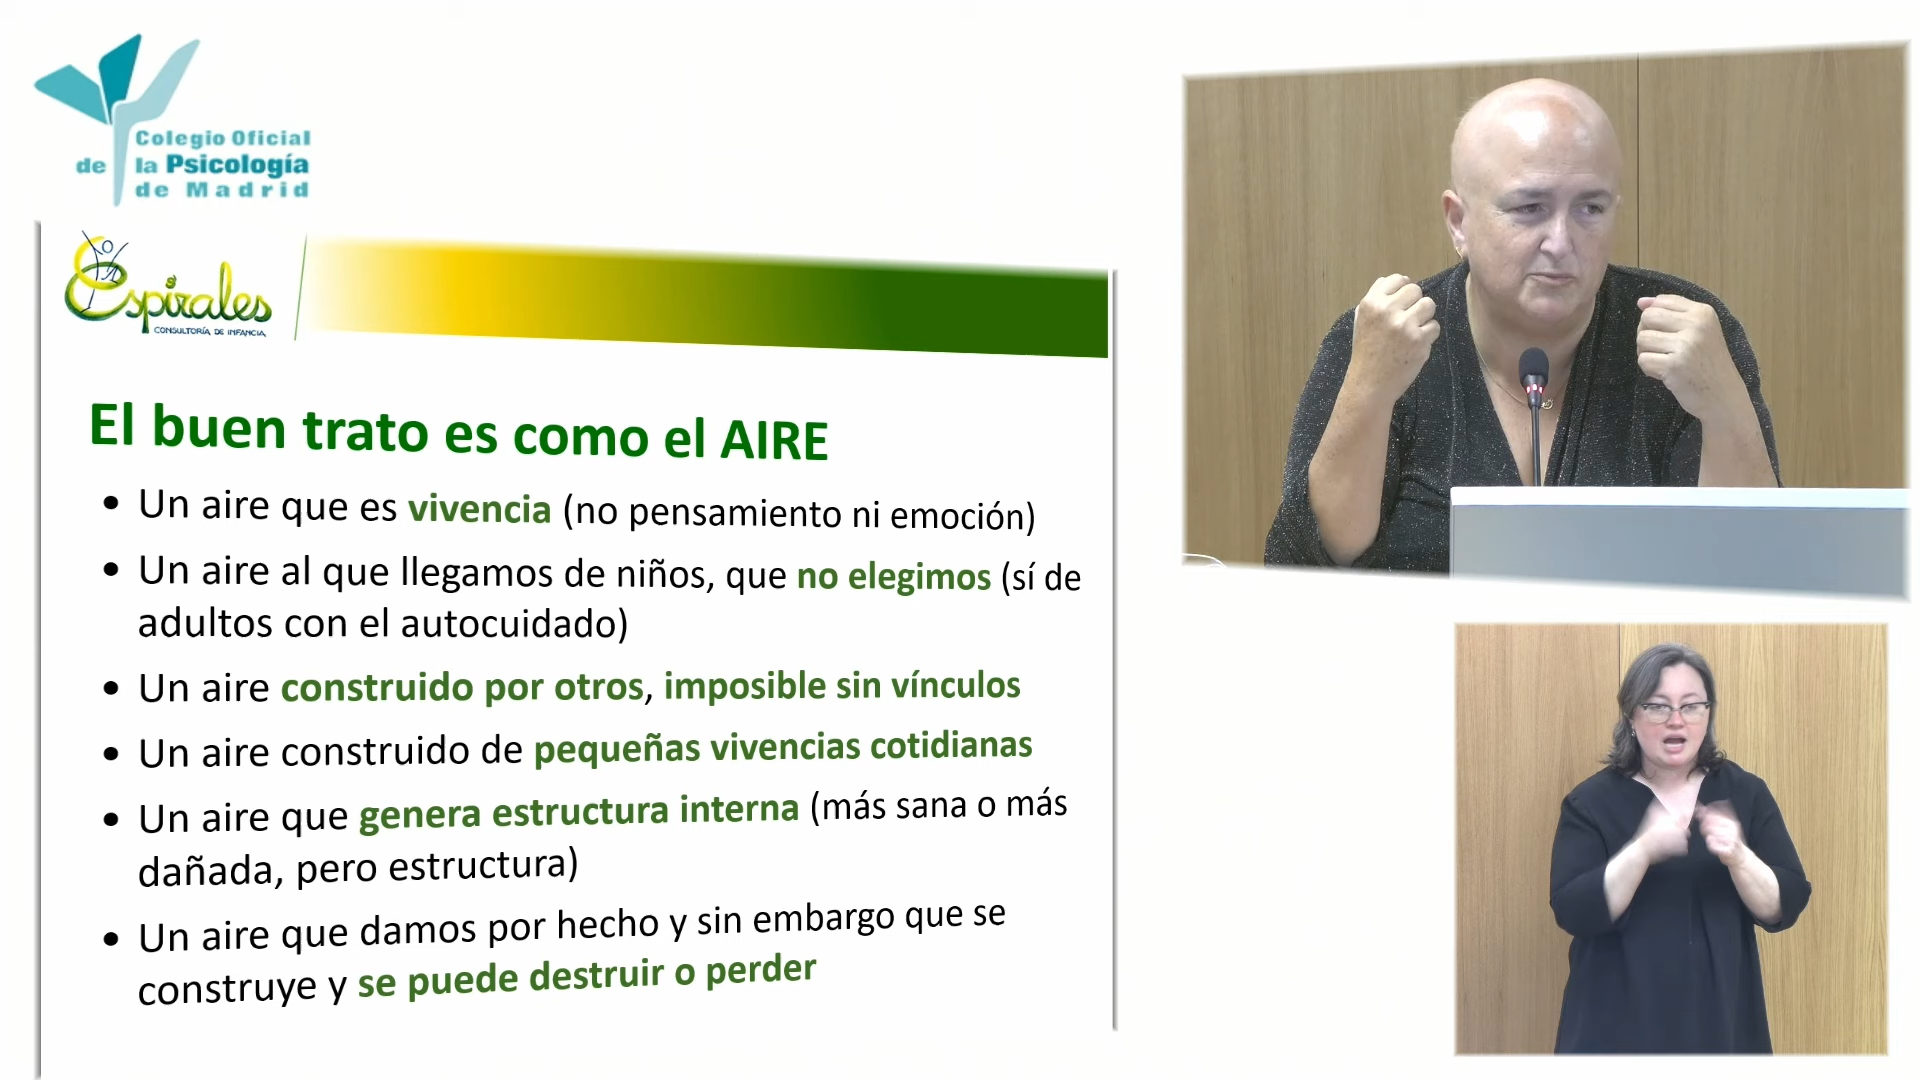 Colegio Oficial
de la Psicología
de Madrid
Espirales
CONSULTORÍA DE INFANCIA
El buen trato es como el AIRE
• Un aire que es vivencia (no pensamiento ni emoción)
• Un aire al que llegamos de niños, que no elegimos (sí de
adultos con el autocuidado)
• Un aire construido por otros, imposible sin vínculos
• Un aire construido de pequeñas vivencias cotidianas
• Un aire que genera estructura interna (más sana o más
dañada, pero estructura)
• Un aire que damos por hecho y sin embargo que se
construye y se puede destruir o perder